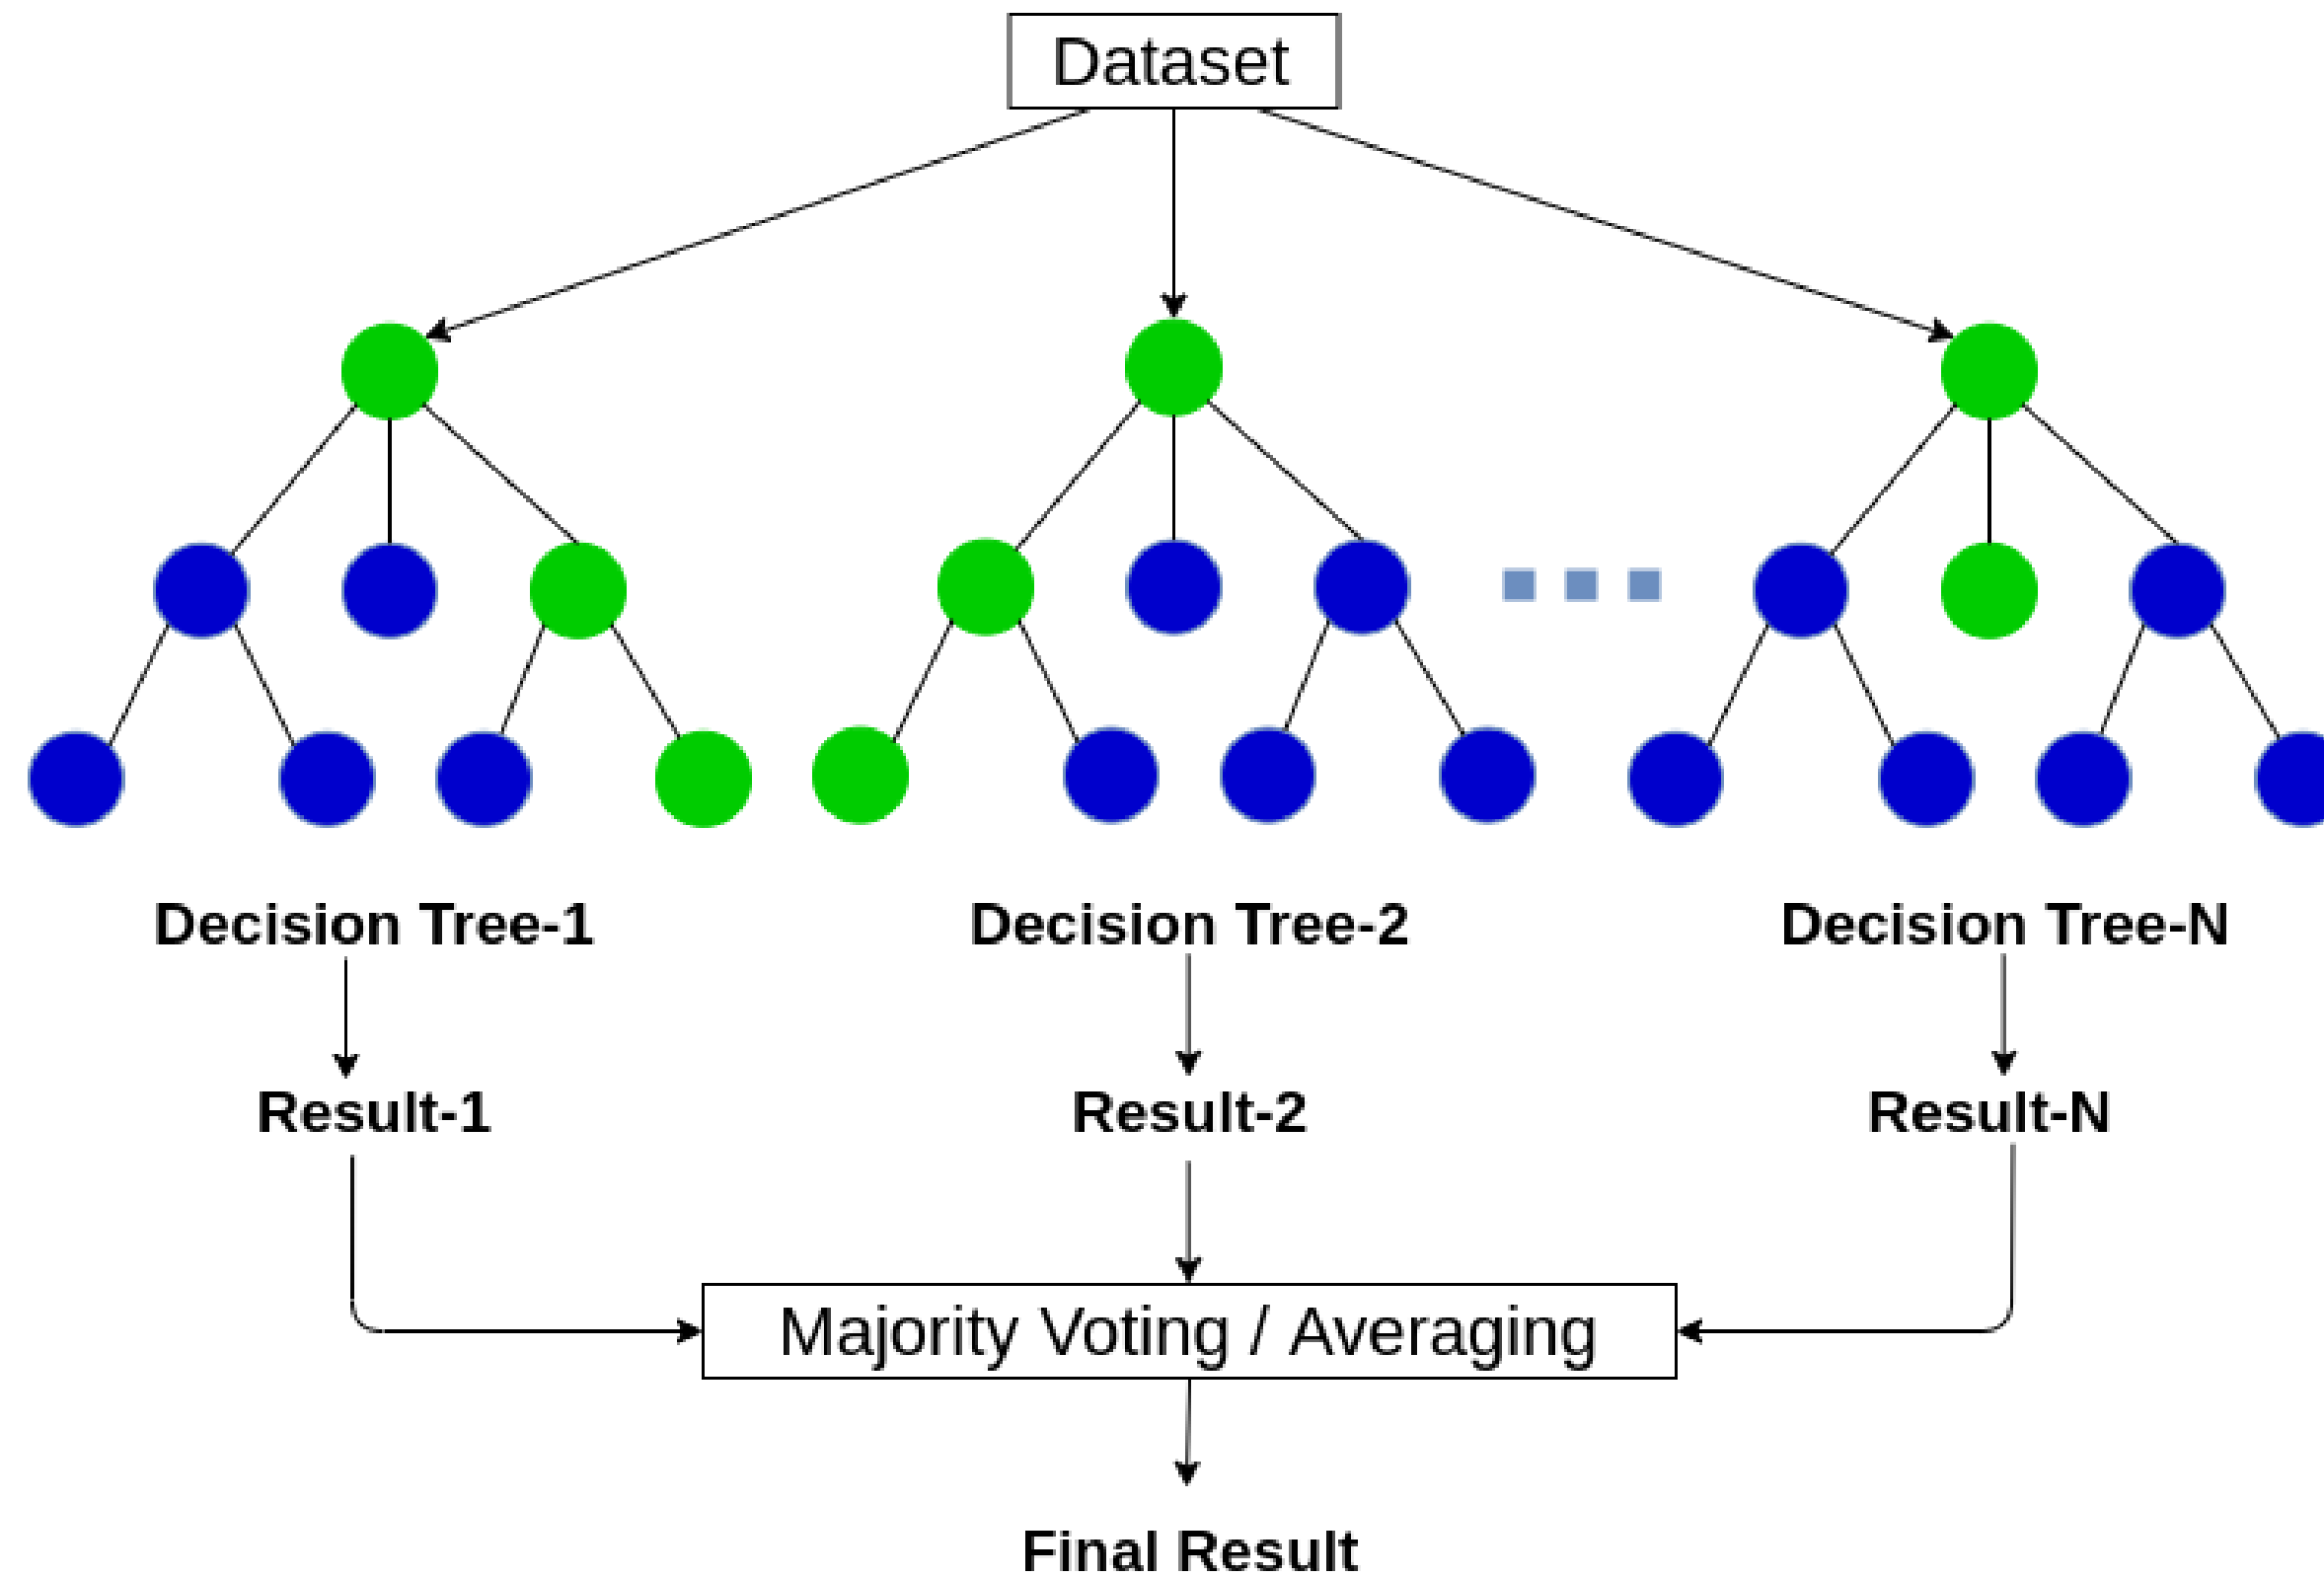 Dataset
Decision Tree-1
Decision Tree-2
Decision Tree-N
Result-1
Result-2
Result-N
Majority Voting / Averaging
Final Result